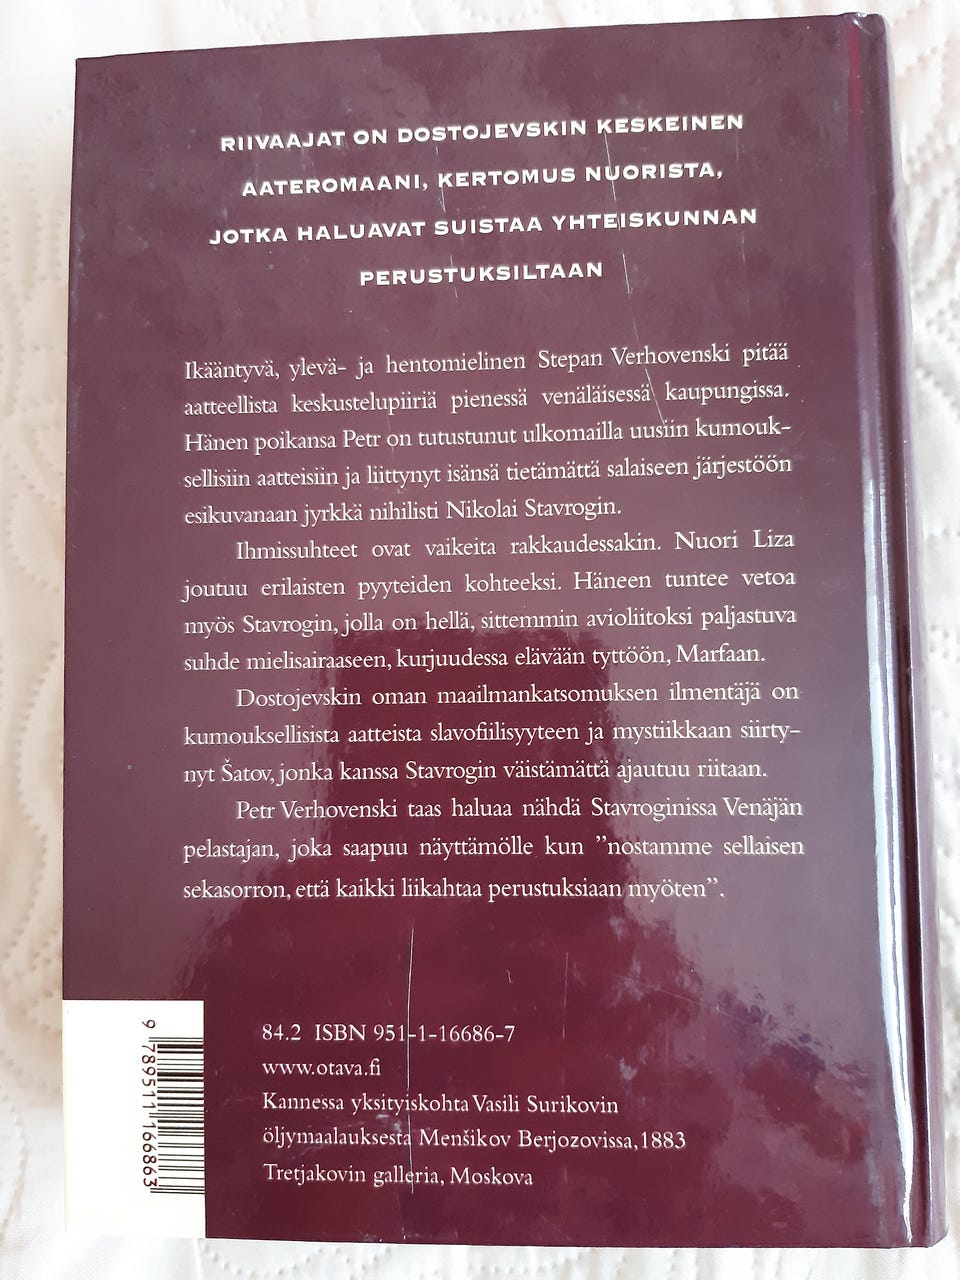 RIIVAAJAT ON DOSTOJEVSKIN KESKEINEN
AATEROMAANI, KERTOMUS NUORISTA,
JOTKA HALUAVAT SUISTAA YHTEISKUNNAN
PERUSTUKSILTAAN
Ikääntyvä, ylevä- ja hentomielinen Stepan Verhovenski pitää
aatteellista keskustelupiiriä pienessä venäläisessä kaupungissa.
Hänen poikansa Petr on tutustunut ulkomailla uusiin kumouk-
sellisiin aatteisiin ja liittynyt isänsä tietämättä salaiseen järjestöön
esikuvanaan jyrkkä nihilisti Nikolai Stavrogin.
Ihmissuhteet ovat vaikeita rakkaudessakin. Nuori Liza
joutuu erilaisten pyyteiden kohteeksi. Häneen tuntee vetoa
myös Stavrogin, jolla on hellä, sittemmin avioliitoksi paljastuva
suhde mielisairaaseen, kurjuudessa elävään tyttöön, Marfaan.
Dostojevskin oman maailmankatsomuksen ilmentäjä on
kumouksellisista aatteista slavofiilisyyteen ja mystiikkaan siirty-
nyt Šatov, jonka kanssa Stavrogin väistämättä ajautuu riitaan.
Petr Verhovenski taas haluaa nähdä Stavroginissa Venäjän
pelastajan, joka saapuu näyttämölle kun ”nostamme sellaisen
sekasorron, että kaikki liikahtaa perustuksiaan myöten”.
84.2 ISBN 951-1-16686-7
www.otava.fi
Kannessa yksityiskohta Vasili Surikovin
öljymaalauksesta Menšikov Berjozovissa, 1883
Tretjakovin galleria, Moskova
9 789511 166863